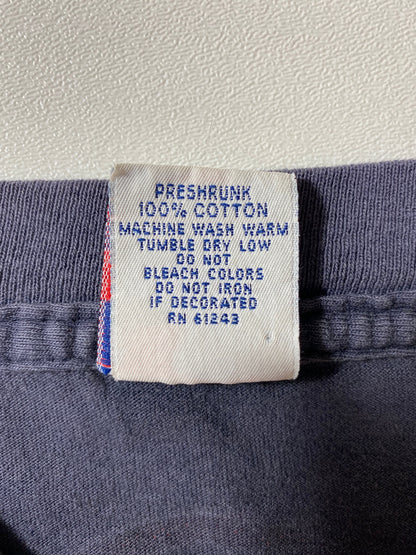 PRESHRUNK
100% COTTON
MACHINE WASH WARM
TUMBLE DRY LOW
DO NOT
BLEACH COLORS
DO NOT IRON
IF DECORATED
RN 61243